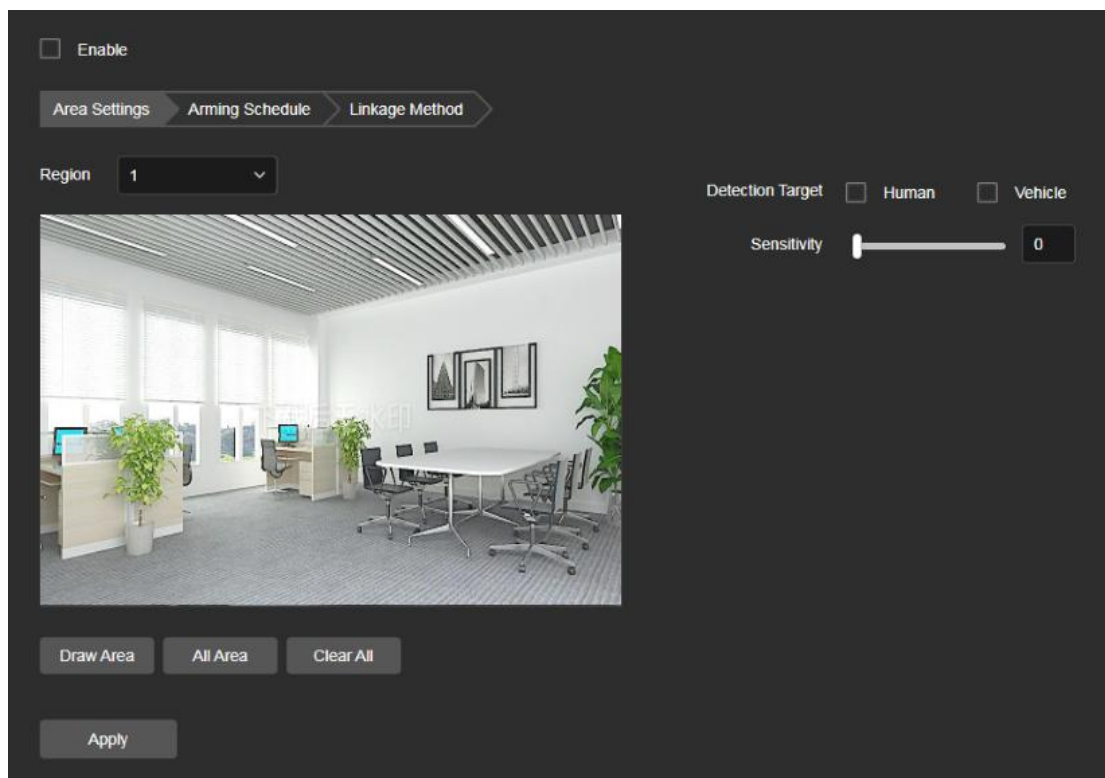 Enable
Area Settings Arming Schedule Linkage Method
Region 1
Detection Target Human Vehicle
Sensitivity 0
Draw Area All Area Clear All
Apply